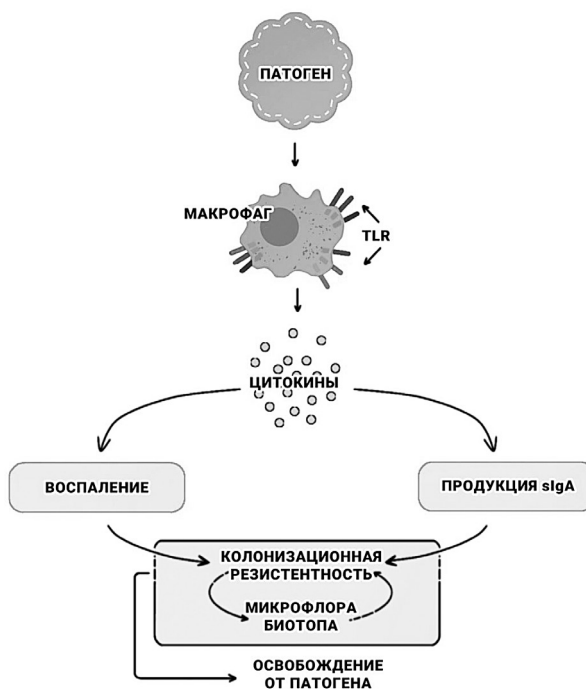 ПАТОГЕН
МАКРОФАГ
TLR
ЦИТОКИНЫ
ВОСПАЛЕНИЕ
ПРОДУКЦИЯ sIgA
КОЛОНИЗАЦИОННАЯ
РЕЗИСТЕНТНОСТЬ
МИКРОФЛОРА
БИОТОПА
ОСВОБОЖДЕНИЕ
ОТ ПАТОГЕНА